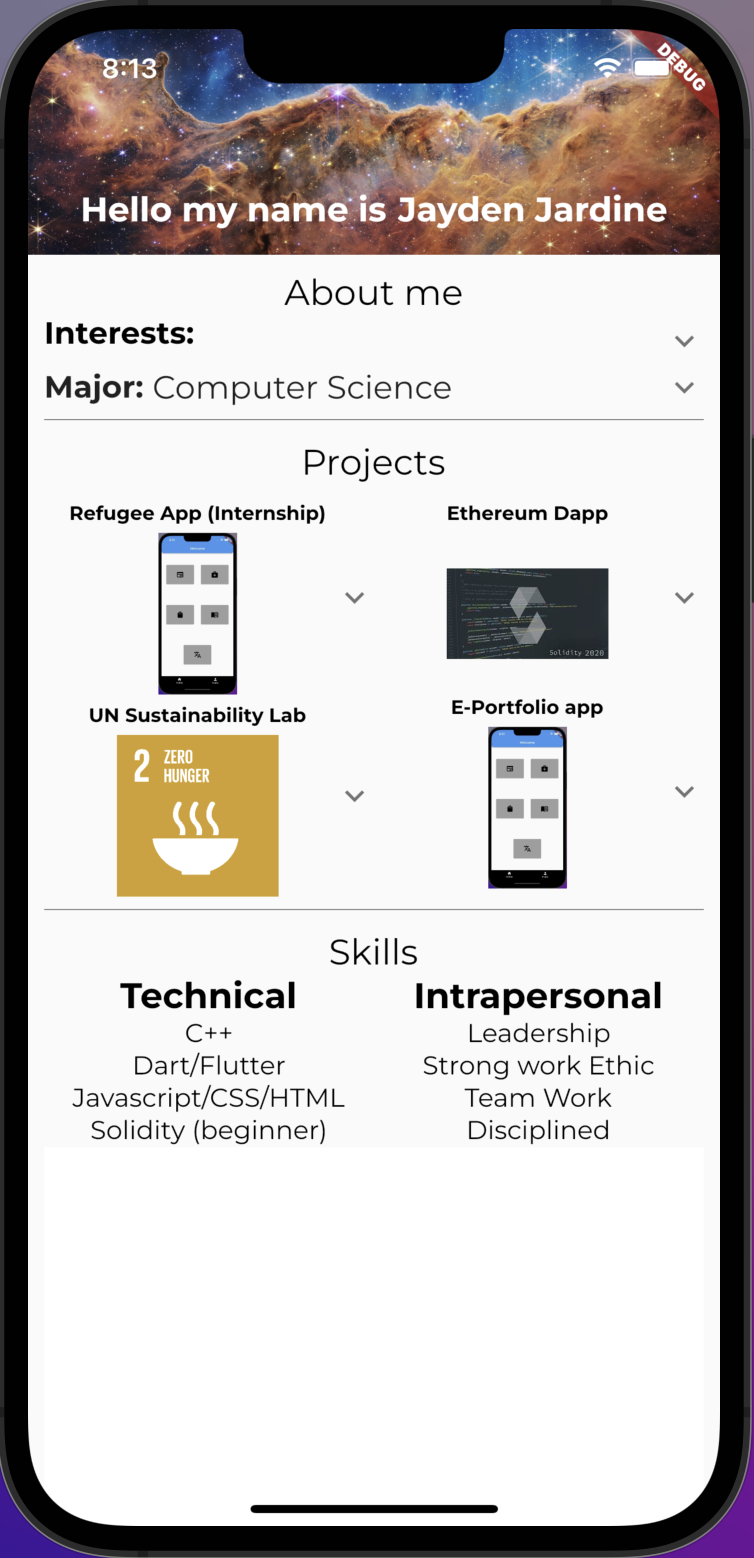 8:13
DEBUG
Hello my name is Jayden Jardine
About me
Interests:
Major: Computer Science
Projects
Refugee App (Internship)
Ethereum Dapp
Solidity 2020
UN Sustainability Lab
E-Portfolio app
2 ZERO
HUNGER
Skills
Technical
Intrapersonal
C++
Leadership
Dart/Flutter
Strong work Ethic
Javascript/CSS/HTML
Team Work
Solidity (beginner)
Disciplined